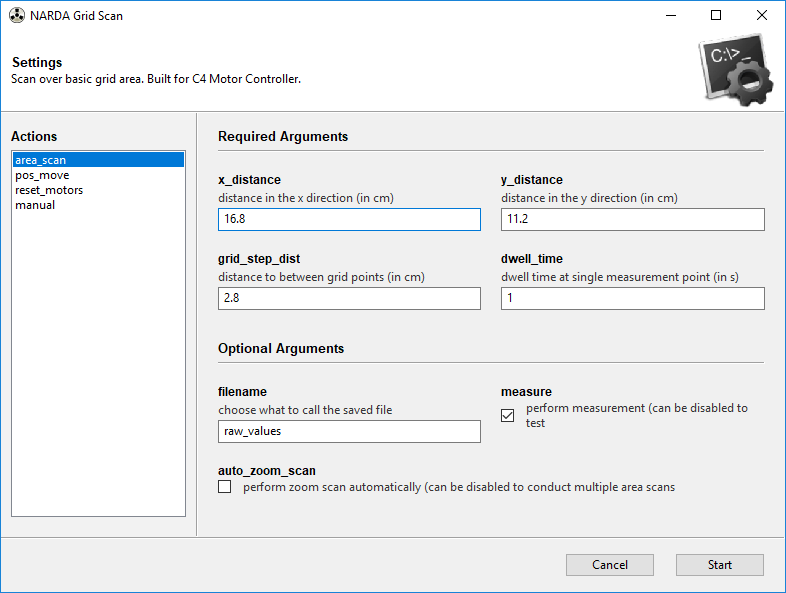 NARDA Grid Scan
Settings
Scan over basic grid area. Built for C4 Motor Controller.
C:\>_
Actions
area_scan
pos_move
reset_motors
manual
Required Arguments
x_distance
distance in the x direction (in cm)
16.8
y_distance
distance in the y direction (in cm)
11.2
grid_step_dist
distance to between grid points (in cm)
2.8
dwell_time
dwell time at single measurement point (in s)
1
Optional Arguments
filename
choose what to call the saved file
raw_values
measure
perform measurement (can be disabled to
test
auto_zoom_scan
perform zoom scan automatically (can be disabled to conduct multiple area scans
Cancel
Start